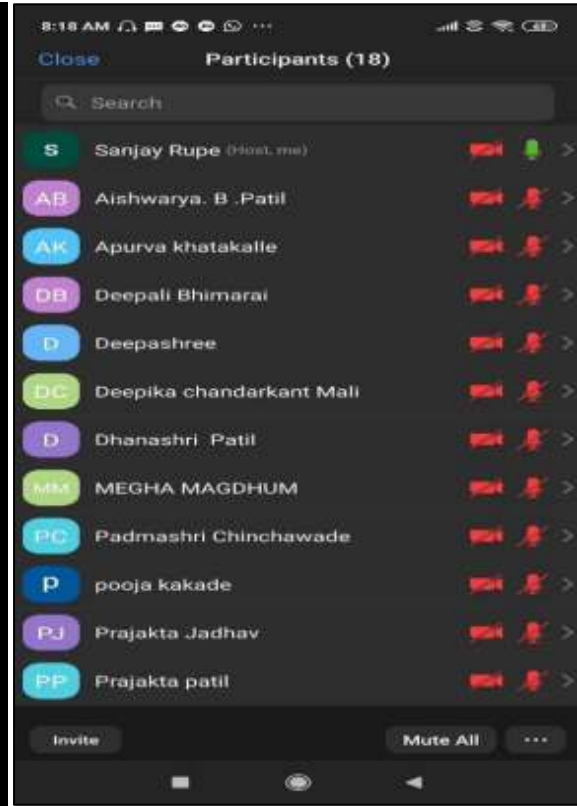 8:18 AM
Close Participants (18)
Search
S Sanjay Rupe (Host, me)
AB Aishwarya. B .Patil
AK Apurva khatakalle
DB Deepali Bhimarai
D Deepashree
DC Deepika chandarkant Mali
D Dhanashri Patil
MM MEGHA MAGDHUM
PC Padmashri Chinchawade
p pooja kakade
PJ Prajakta Jadhav
PP Prajakta patil
Invite Mute All ...